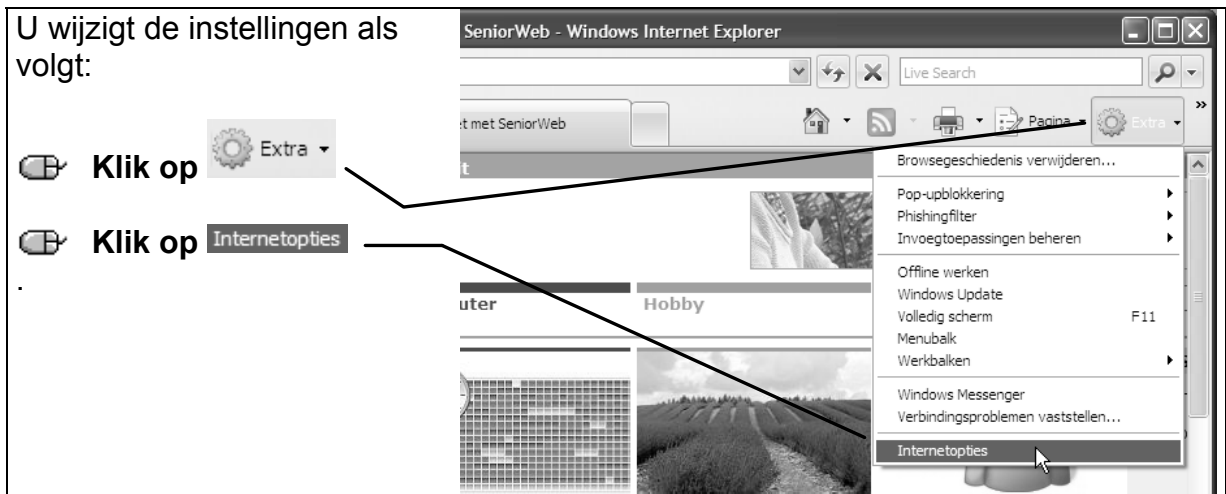 U wijzigt de instellingen als
volgt:
Klik op Extra
Klik op Internetopties
.
SeniorWeb - Windows Internet Explorer
Live Search
et met SeniorWeb
Pagina
Extra
»
ft
uter
Hobby
Browsegeschiedenis verwijderen...
Pop-upblokkering
Phishingfilter
Invoegtoepassingen beheren
Offline werken
Windows Update
Volledig scherm F11
Menubalk
Werkbalken
Windows Messenger
Verbindingsproblemen vaststellen...
Internetopties